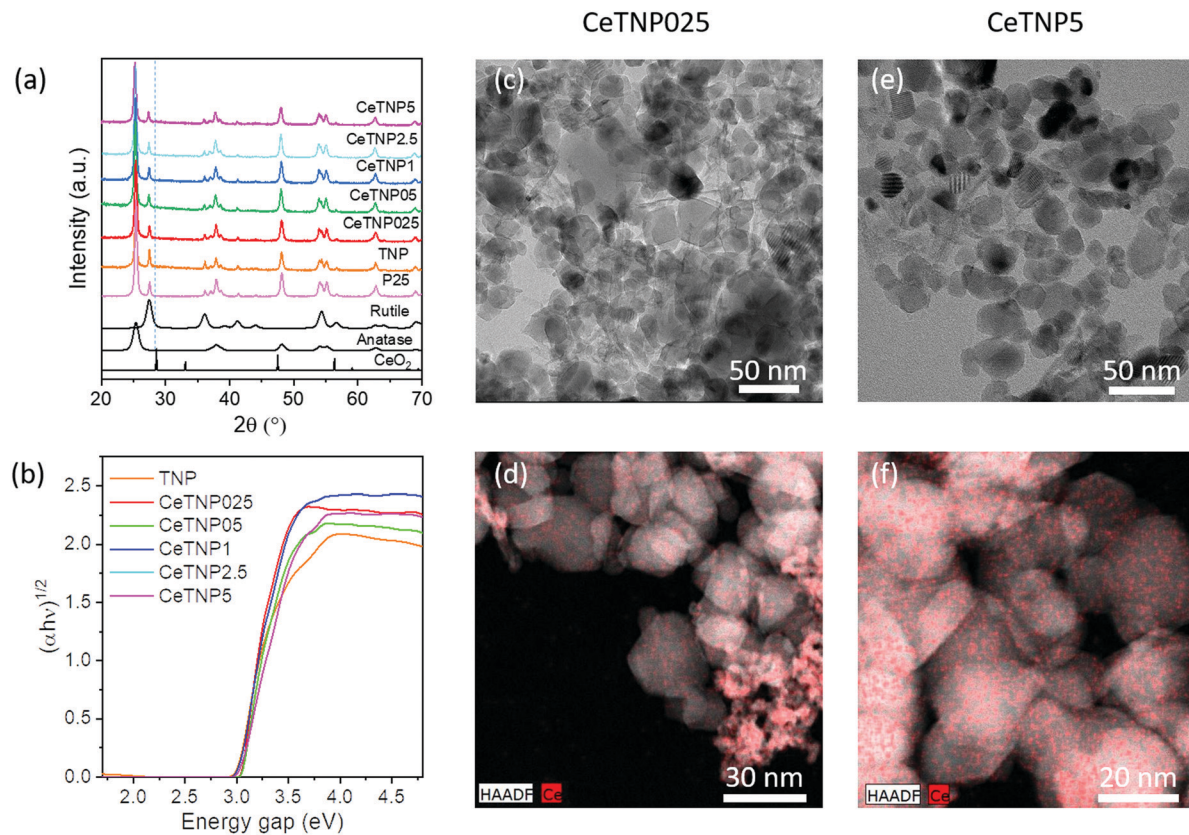 CeTNP025
CeTNP5
(a)
Intensity (a.u.)
CeTNP5
CeTNP2.5
CeTNP1
CeTNP05
CeTNP025
TNP
P25
Rutile
Anatase
CeO₂
20 30 40 50 60 70
2θ (°)
(c)
50 nm
(e)
50 nm
(b)
(αhν)^1/2
TNP
CeTNP025
CeTNP05
CeTNP1
CeTNP2.5
CeTNP5
2.5
2.0
1.5
1.0
0.5
0.0
2.0 2.5 3.0 3.5 4.0 4.5
Energy gap (eV)
(d)
HAADF Ce
30 nm
(f)
HAADF Ce
20 nm